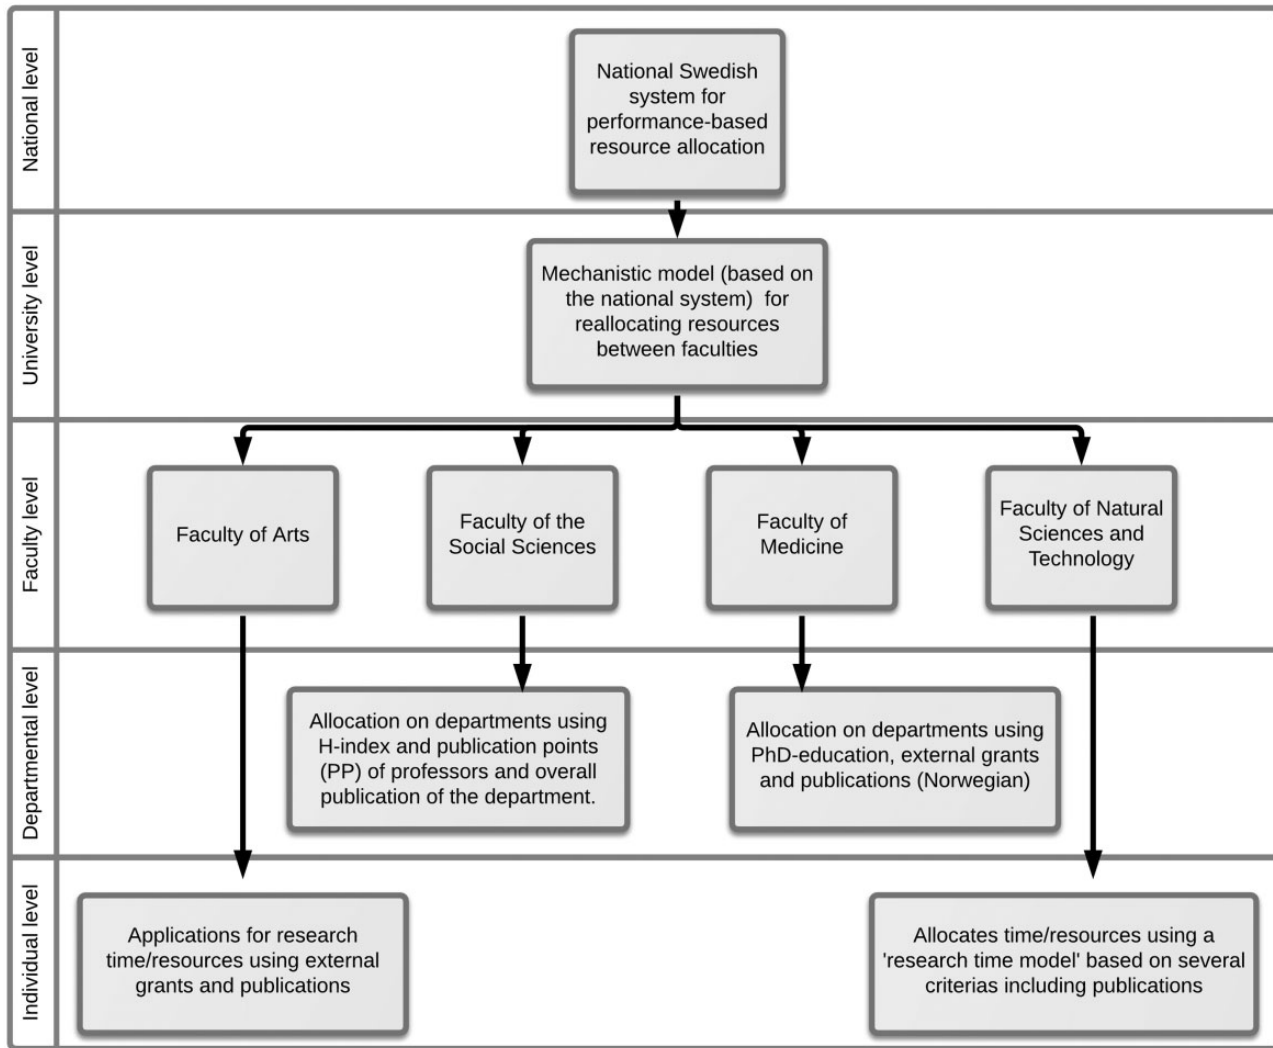 National level
National Swedish
system for
performance-based
resource allocation
University level
Mechanistic model (based on
the national system)  for
reallocating resources
between faculties
Faculty level
Faculty of Arts
Faculty of the
Social Sciences
Faculty of
Medicine
Faculty of Natural
Sciences and
Technology
Departmental level
Allocation on departments using
H-index and publication points
(PP) of professors and overall
publication of the department.
Allocation on departments using
PhD-education, external grants
and publications (Norwegian)
Individual level
Applications for research
time/resources using external
grants and publications
Allocates time/resources using a
'research time model' based on several
criterias including publications